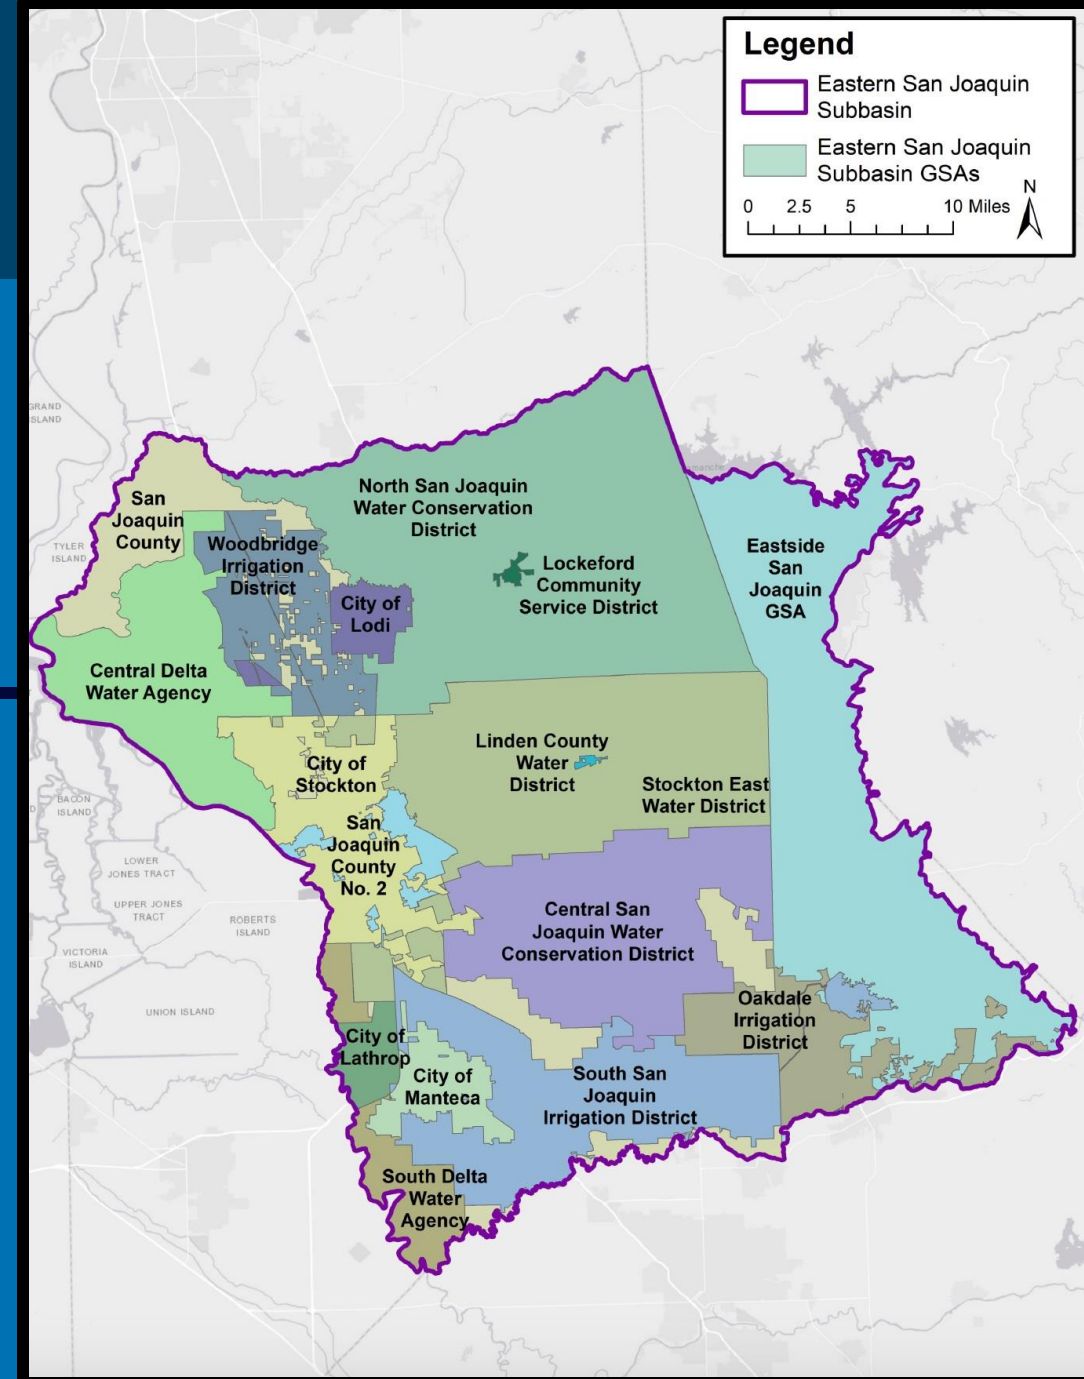 Legend
Eastern San Joaquin
Subbasin
Eastern San Joaquin
Subbasin GSAs
0 2.5 5 10 Miles
N
GRAND
ISLAND
San
Joaquin
County
North San Joaquin
Water Conservation
District
TYLER
ISLAND
Woodbridge
Irrigation
District
Lockeford
Community
Service District
Eastside
San
Joaquin
GSA
City of
Lodi
Central Delta
Water Agency
Linden County
Water
District
City of
Stockton
Stockton East
Water District
BACON
ISLAND
San
Joaquin
County
No. 2
LOWER
JONES TRACT
UPPER JONES
TRACT
ROBERTS
ISLAND
Central San
Joaquin Water
Conservation District
VICTORIA
ISLAND
UNION ISLAND
Oakdale
Irrigation
District
City of
Lathrop
City of
Manteca
South San
Joaquin
Irrigation District
South Delta
Water
Agency